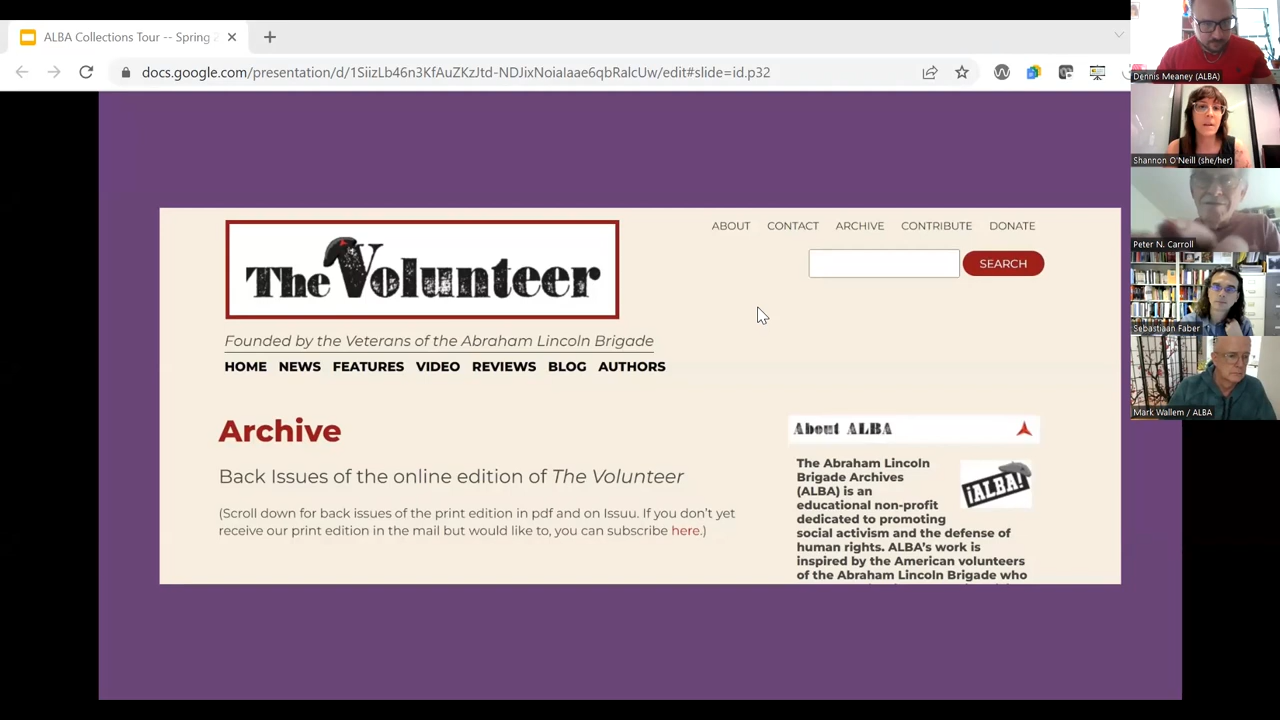 ALBA Collections Tour -- Spring
docs.google.com/presentation/d/1SiizLb46n3KfAuZKzJtd-NDJixNoiaIaae6qbRalcUw/edit#slide=id.p32
The Volunteer
Founded by the Veterans of the Abraham Lincoln Brigade
ABOUT CONTACT ARCHIVE CONTRIBUTE DONATE
SEARCH
HOME NEWS FEATURES VIDEO REVIEWS BLOG AUTHORS
Archive
Back Issues of the online edition of The Volunteer
(Scroll down for back issues of the print edition in pdf and on Issuu. If you don't yet
receive our print edition in the mail but would like to, you can subscribe here.)
About ALBA
The Abraham Lincoln
Brigade Archives
(ALBA) is an
educational non-profit
dedicated to promoting
social activism and the defense of
human rights. ALBA's work is
inspired by the American volunteers
of the Abraham Lincoln Brigade who
¡ALBA!
Dennis Meaney (ALBA)
Shannon O'Neill (she/her)
Peter N. Carroll
Sebastiaan Faber
Mark Wallem / ALBA